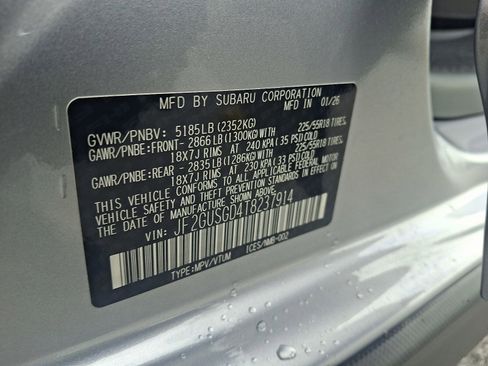 MFD BY SUBARU CORPORATION
MFD IN 01/26
GVWR/PNBV: 5185LB (2352KG)
GAWR/PNBE:FRONT- 2866LB (1300KG)WITH 225/55R18 TIRES,
18X7J RIMS AT 240 KPA (35 PSI)COLD
GAWR/PNBE:REAR - 2835LB (1286KG)WITH 225/55R18 TIRES,
18X7J RIMS AT 230 KPA (33 PSI)COLD
THIS VEHICLE CONFORMS TO ALL APPLICABLE FEDERAL MOTOR
VEHICLE SAFETY AND THEFT PREVENTION STANDARDS IN EFFECT ON
THE DATE OF MANUFACTURE SHOWN ABOVE.
VIN: JF2GUSGD4T8237914
TYPE:MPV/VTUM ICES/NMB-002